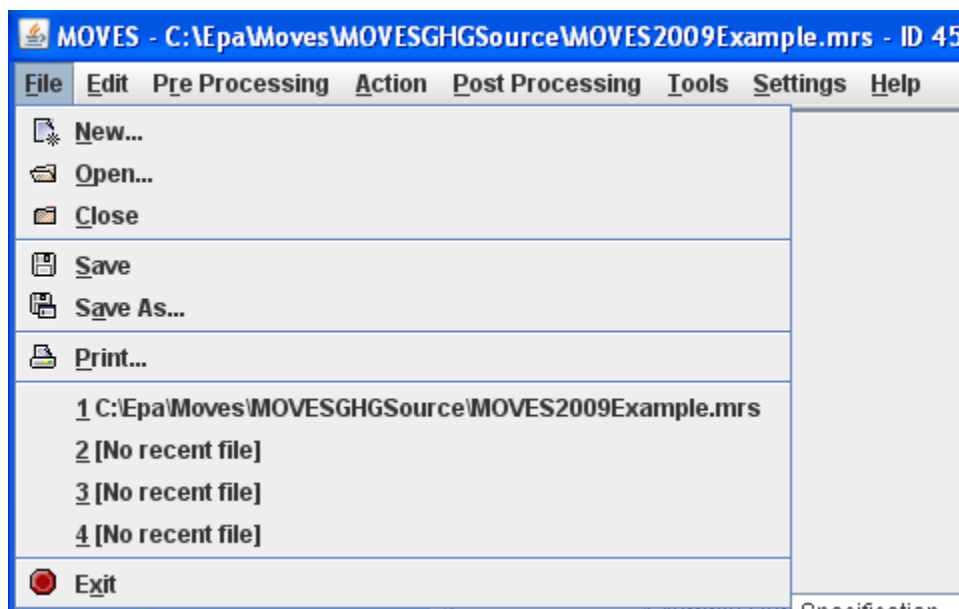 MOVES - C:\Epa\Moves\MOVESGHGSource\MOVES2009Example.mrs - ID 45
File Edit Pre Processing Action Post Processing Tools Settings Help
New...
Open...
Close
Save
Save As...
Print...
1 C:\Epa\Moves\MOVESGHGSource\MOVES2009Example.mrs
2 [No recent file]
3 [No recent file]
4 [No recent file]
Exit